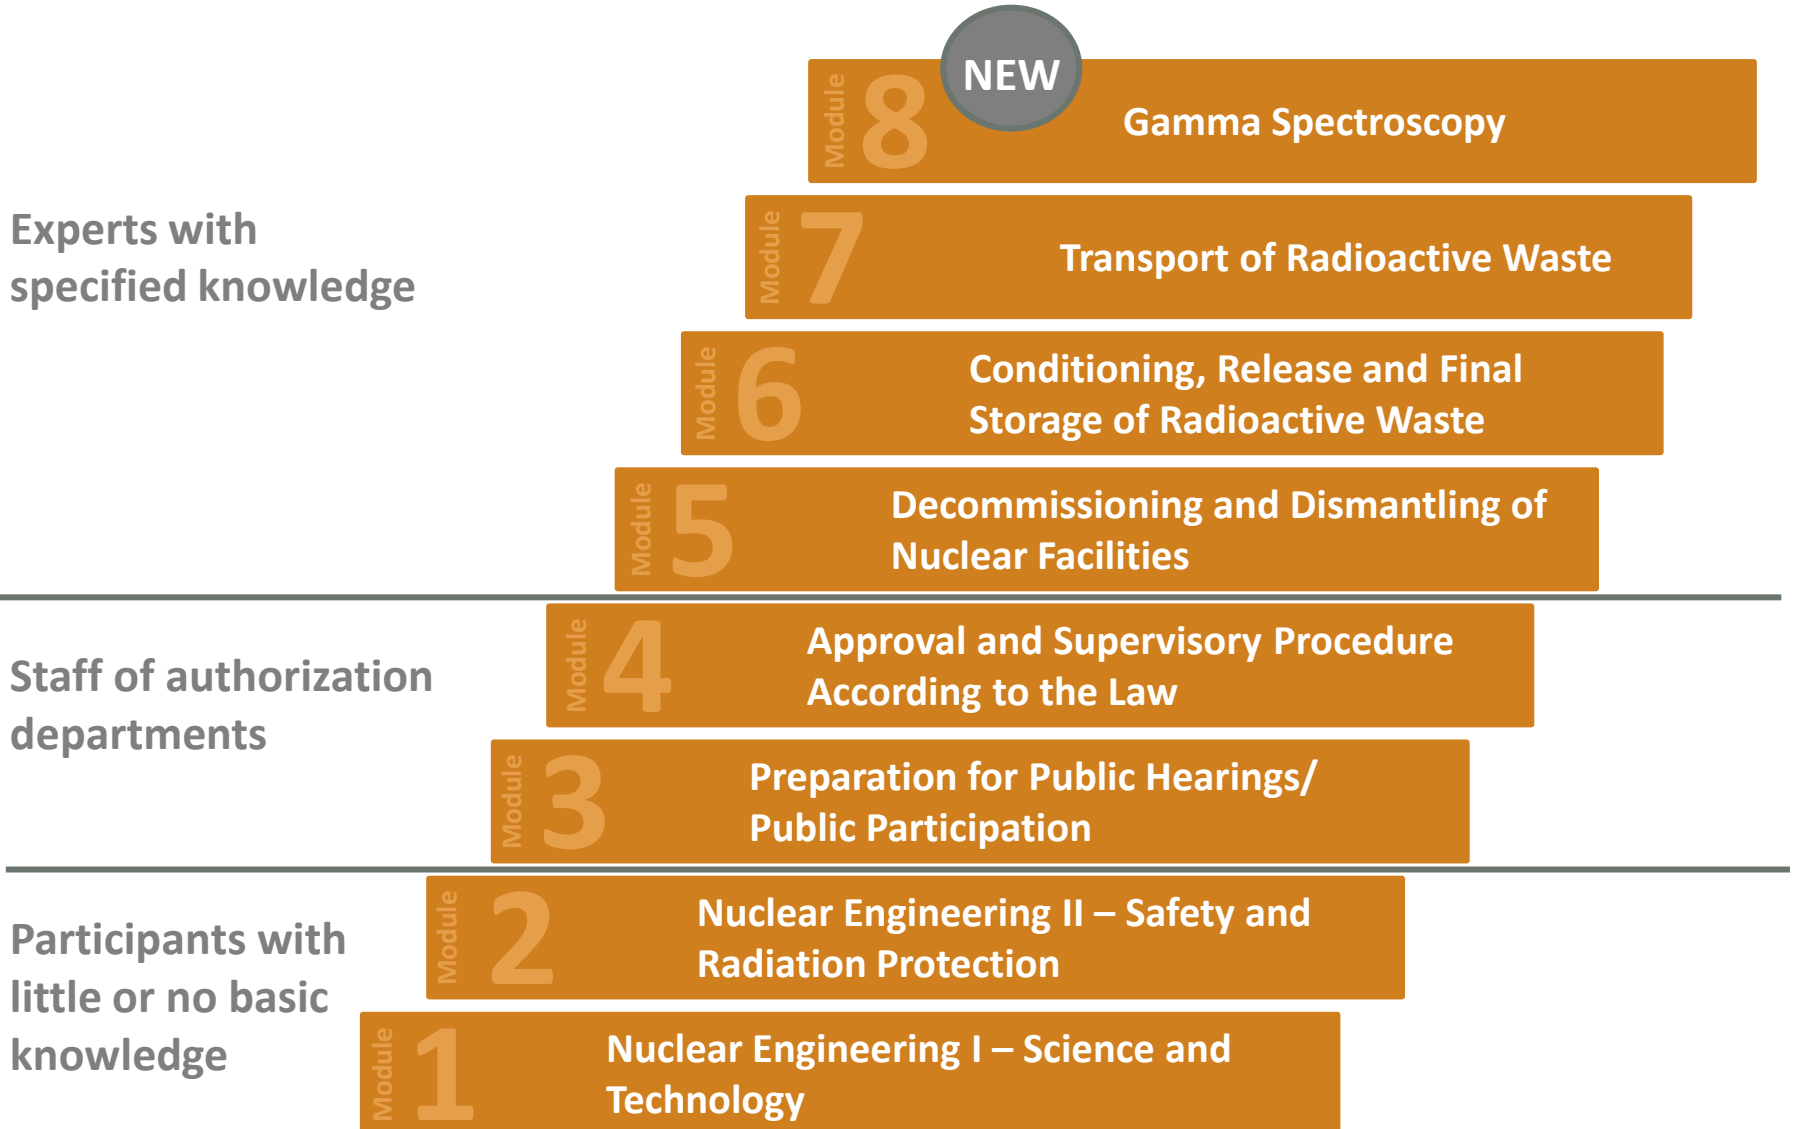 NEW
Module
8
Gamma Spectroscopy
Experts with
specified knowledge
Module
7
Transport of Radioactive Waste
Module
6
Conditioning, Release and Final
Storage of Radioactive Waste
Module
5
Decommissioning and Dismantling of
Nuclear Facilities
Staff of authorization
departments
Module
4
Approval and Supervisory Procedure
According to the Law
Module
3
Preparation for Public Hearings/
Public Participation
Participants with
little or no basic
knowledge
Module
2
Nuclear Engineering II – Safety and
Radiation Protection
Module
1
Nuclear Engineering I – Science and
Technology